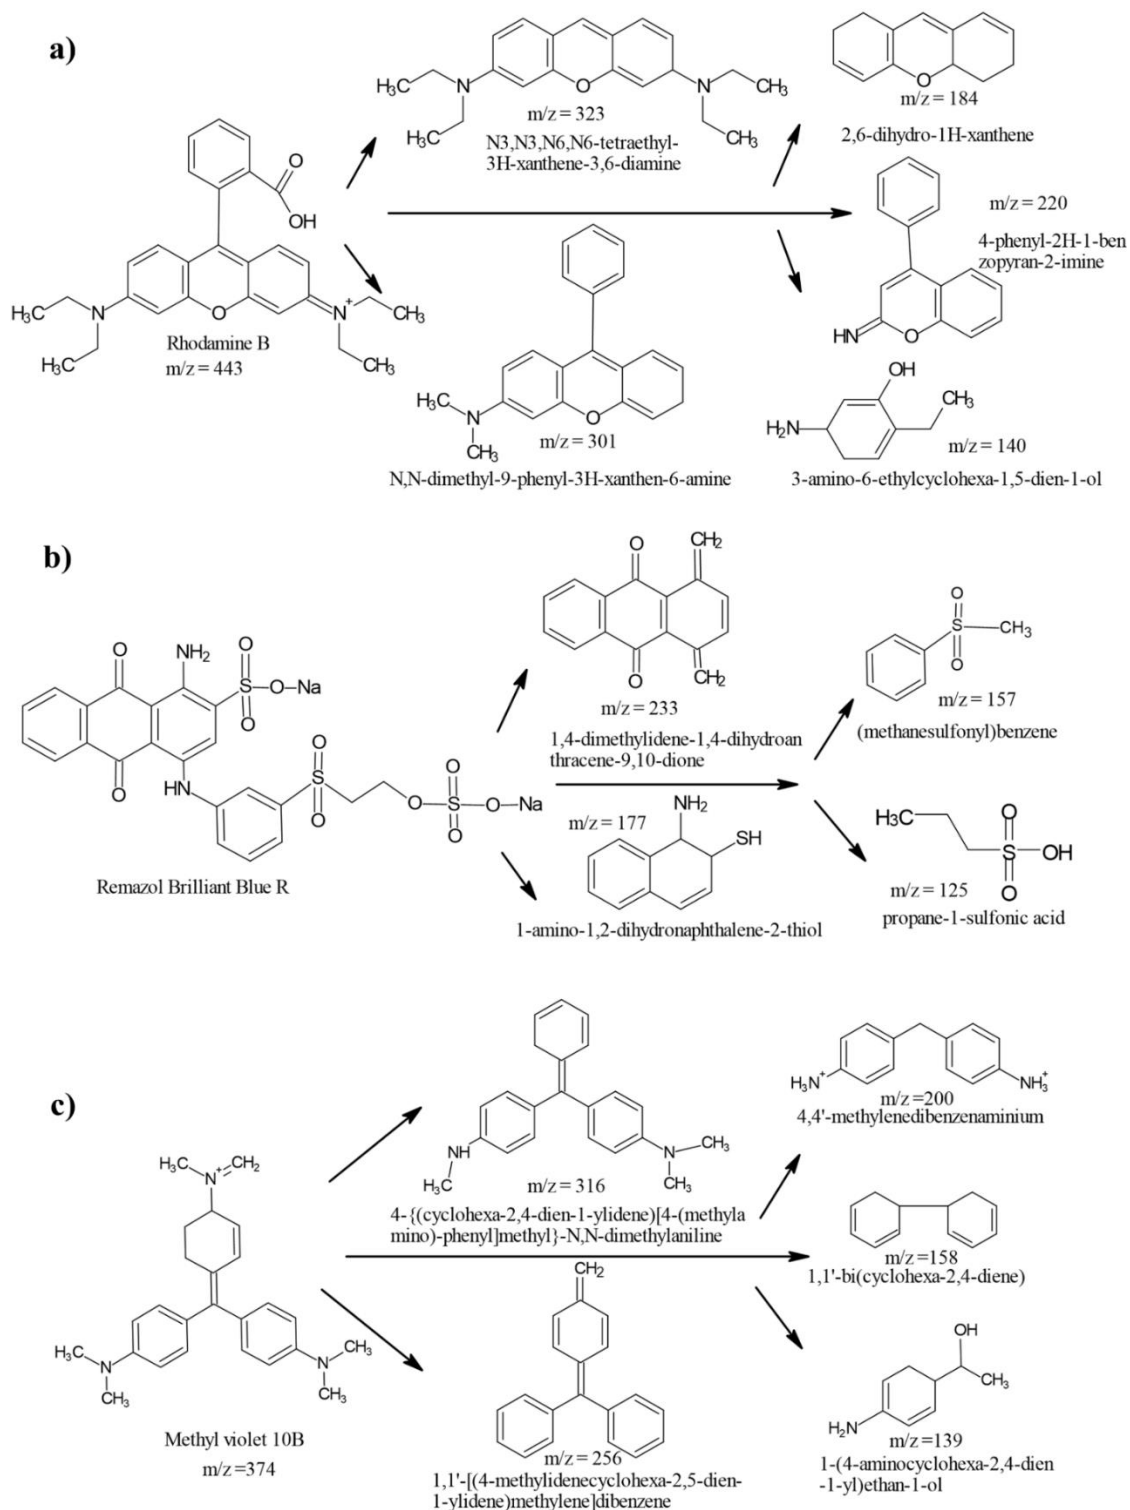 a)
H₃C
N
H₃C
O
N
CH₃
CH₃
m/z = 323
N3,N3,N6,N6-tetraethyl-
3H-xanthene-3,6-diamine
O
m/z = 184
2,6-dihydro-1H-xanthene
O
OH
H₃C
N
H₃C
O
N⁺
CH₃
CH₃
Rhodamine B
m/z = 443
H₃C
N
CH₃
O
m/z = 301
N,N-dimethyl-9-phenyl-3H-xanthen-6-amine
m/z = 220
4-phenyl-2H-1-ben
zopyran-2-imine
HN
O
OH
CH₃
H₂N
m/z = 140
3-amino-6-ethylcyclohexa-1,5-dien-1-ol
b)
O
CH₂
O
CH₂
m/z = 233
1,4-dimethylidene-1,4-dihydroan
thracene-9,10-dione
O
NH₂
O
S
O
O
Na
O
HN
O
S
O
O
O
S
O
O
Na
Remazol Brilliant Blue R
m/z = 177
NH₂
SH
1-amino-1,2-dihydronaphthalene-2-thiol
O
S
O
CH₃
m/z = 157
(methanesulfonyl)benzene
H₃C
O
S
OH
O
m/z = 125
propane-1-sulfonic acid
c)
H₃C
N⁺
CH₂
H₃C
N
CH₃
N
CH₃
CH₃
Methyl violet 10B
m/z=374
NH
H₃C
N
CH₃
CH₃
m/z = 316
4-{(cyclohexa-2,4-dien-1-ylidene)[4-(methyla
mino)-phenyl]methyl}-N,N-dimethylaniline
CH₂
m/z = 256
1,1'-[(4-methylidenecyclohexa-2,5-dien-
1-ylidene)methylene]dibenzene
H₃N⁺
NH₃⁺
m/z=200
4,4'-methylenedibenzenaminium
m/z=158
1,1'-bi(cyclohexa-2,4-diene)
OH
CH₃
H₂N
m/z=139
1-(4-aminocyclohexa-2,4-dien
-1-yl)ethan-1-ol